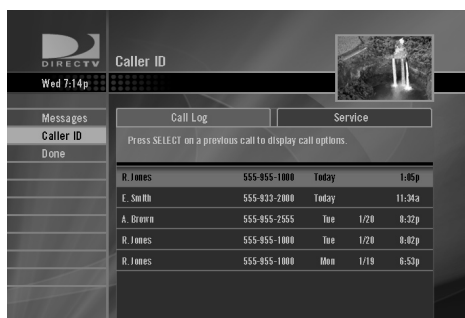 DIRECTV
Caller ID
Wed 7:14p
Messages
Caller ID
Done
Call Log
Service
Press SELECT on a previous call to display call options.
R. Jones 555-955-1000 Today 1:05p
E. Smith 555-933-2000 Today 11:34a
A. Brown 555-955-2555 Tue 1/20 8:32p
R. Jones 555-955-1000 Tue 1/20 8:02p
R. Jones 555-955-1000 Mon 1/19 6:53p